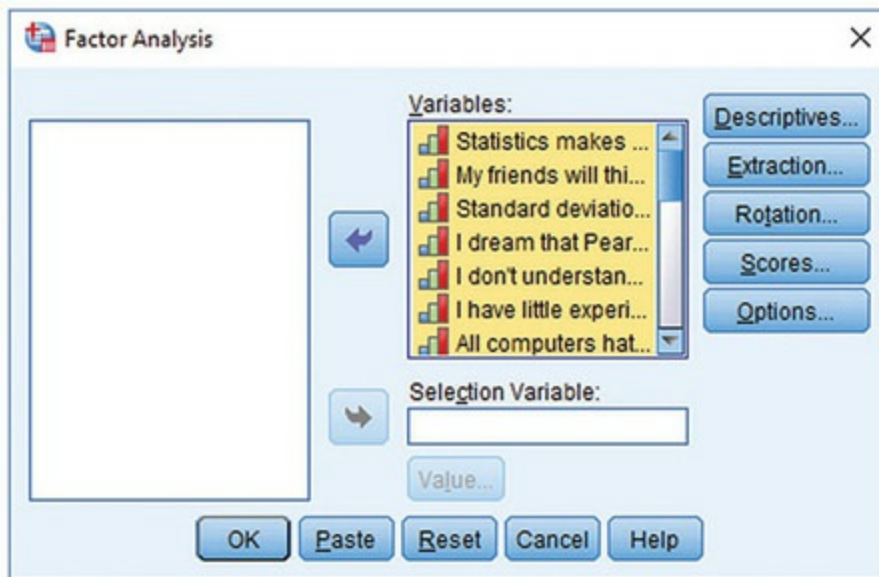 Factor Analysis
Variables:
Statistics makes ...
My friends will thi...
Standard deviatio...
I dream that Pear...
I don't understan...
I have little experi...
All computers hat...
Descriptives...
Extraction...
Rotation...
Scores...
Options...
Selection Variable:
Value...
OK
Paste
Reset
Cancel
Help